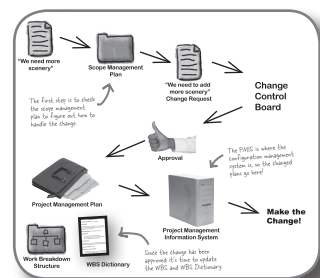 "We need more
scenery"
Scope Management
Plan
"We need to add
more scenery"
Change Request
Change
Control
Board
The first step is to check
the scope management
plan to figure out how to
handle the change.
Approval
The PMIS is where the
configuration management
system is, so the changed
plans go here!
Project Management Plan
Project Management
Information System
Make the
Change!
Work Breakdown
Structure
WBS Dictionary
Since the change has been
approved it's time to update
the WBS and WBS Dictionary